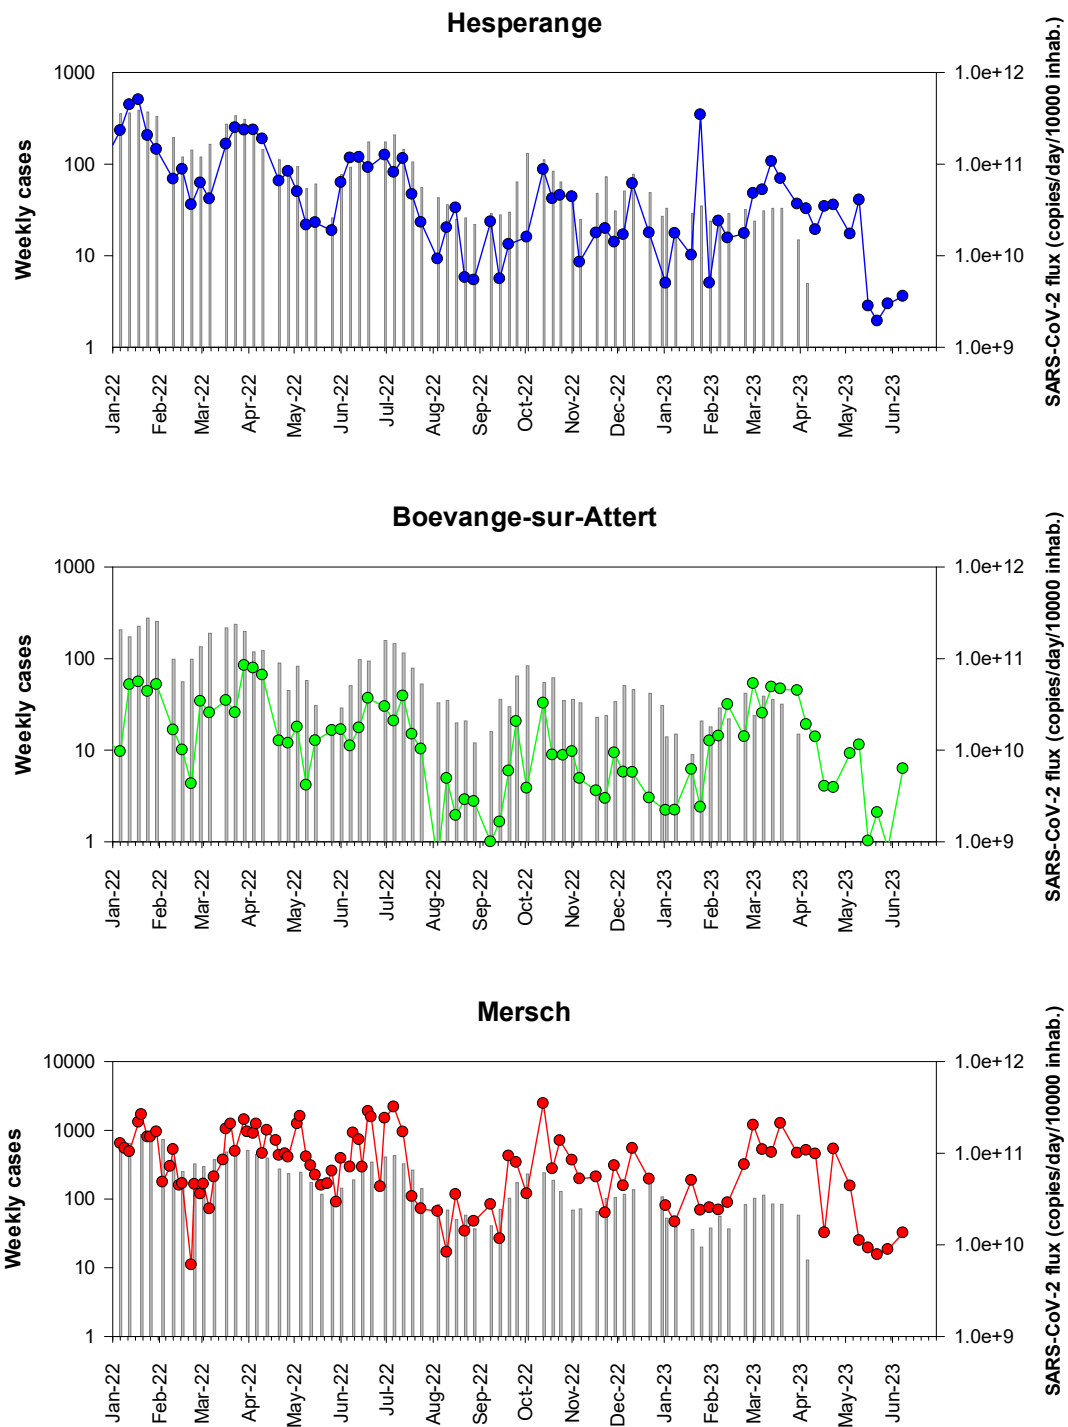 Hesperange
Weekly cases
1000
100
10
1
1.0e+12
1.0e+11
1.0e+10
1.0e+9
SARS-CoV-2 flux (copies/day/10000 inhab.)
Jan-22
Feb-22
Mar-22
Apr-22
May-22
Jun-22
Jul-22
Aug-22
Sep-22
Oct-22
Nov-22
Dec-22
Jan-23
Feb-23
Mar-23
Apr-23
May-23
Jun-23
Boevange-sur-Attert
Weekly cases
1000
100
10
1
1.0e+12
1.0e+11
1.0e+10
1.0e+9
SARS-CoV-2 flux (copies/day/10000 inhab.)
Jan-22
Feb-22
Mar-22
Apr-22
May-22
Jun-22
Jul-22
Aug-22
Sep-22
Oct-22
Nov-22
Dec-22
Jan-23
Feb-23
Mar-23
Apr-23
May-23
Jun-23
Mersch
Weekly cases
10000
1000
100
10
1
1.0e+12
1.0e+11
1.0e+10
1.0e+9
SARS-CoV-2 flux (copies/day/10000 inhab.)
Jan-22
Feb-22
Mar-22
Apr-22
May-22
Jun-22
Jul-22
Aug-22
Sep-22
Oct-22
Nov-22
Dec-22
Jan-23
Feb-23
Mar-23
Apr-23
May-23
Jun-23